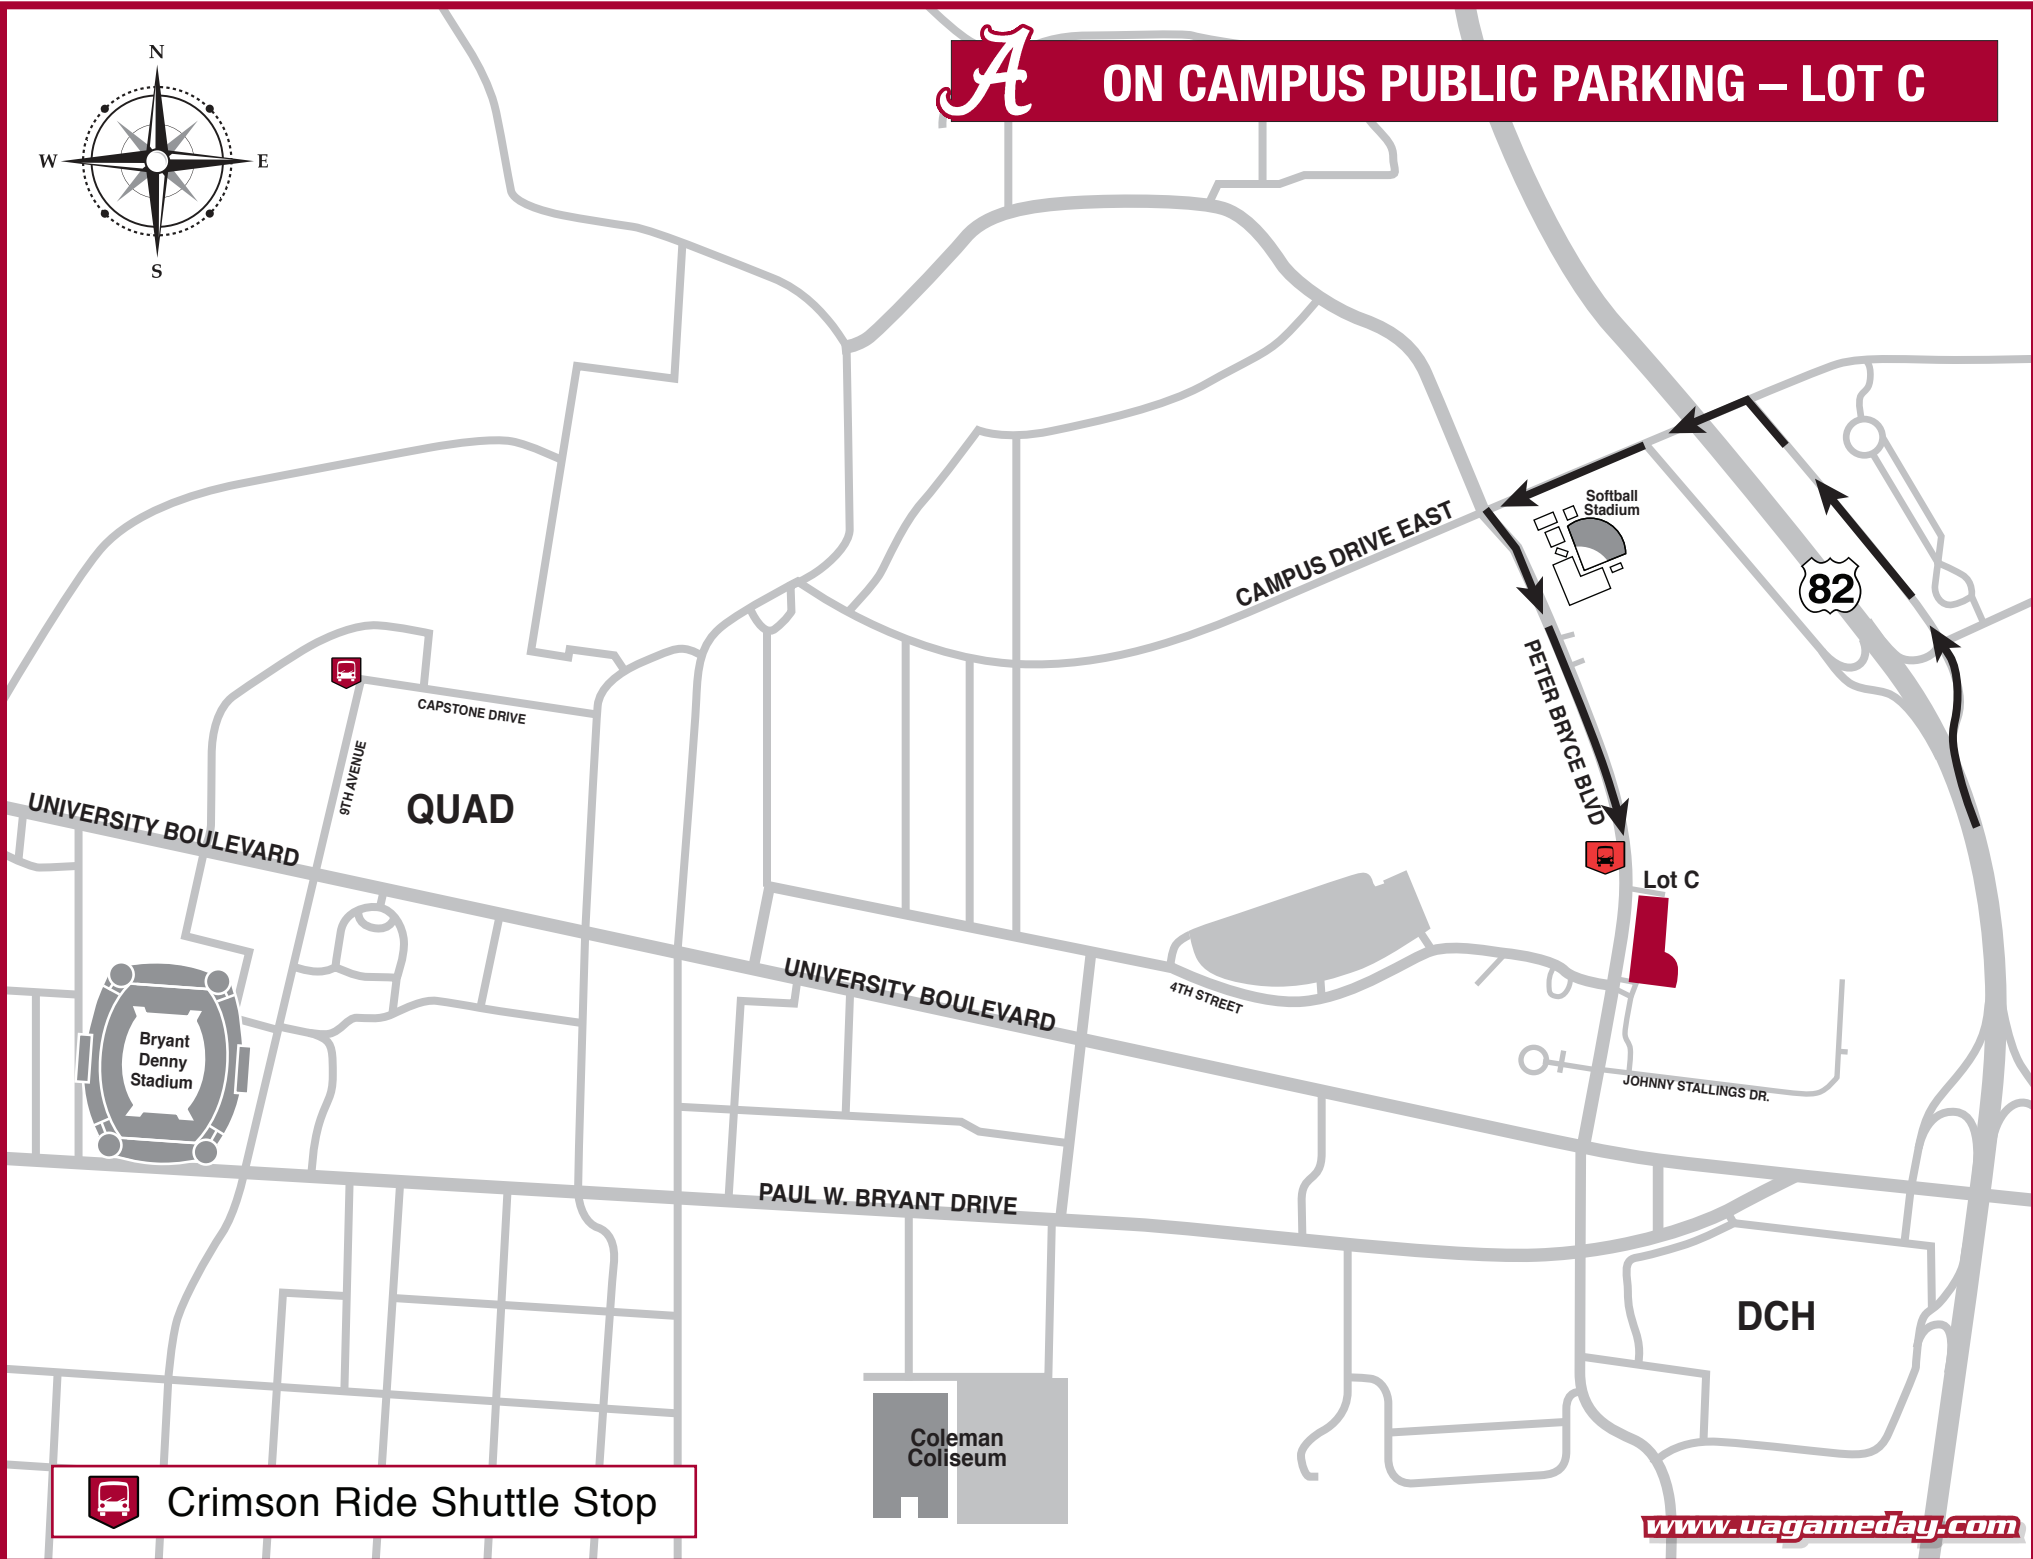 N
W
E
S
A
ON CAMPUS PUBLIC PARKING – LOT C
Softball
Stadium
CAMPUS DRIVE EAST
82
PETER BRYCE BLVD
CAPSTONE DRIVE
9TH AVENUE
QUAD
UNIVERSITY BOULEVARD
Lot C
UNIVERSITY BOULEVARD
4TH STREET
Bryant
Denny
Stadium
JOHNNY STALLINGS DR.
PAUL W. BRYANT DRIVE
DCH
Coleman
Coliseum
Crimson Ride Shuttle Stop
www.uagameday.com